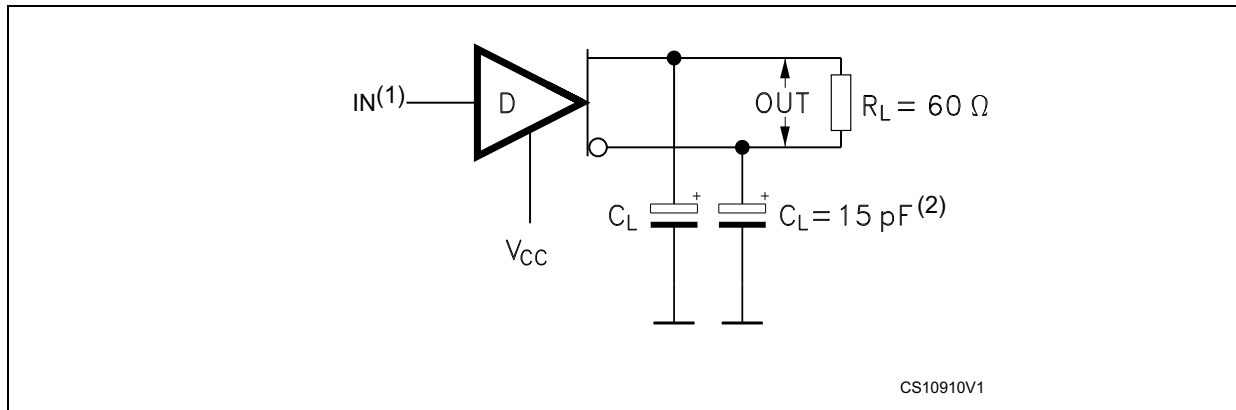 IN(1)
D
OUT
RL = 60 Ω
CL
CL = 15 pF(2)
VCC
CS10910V1